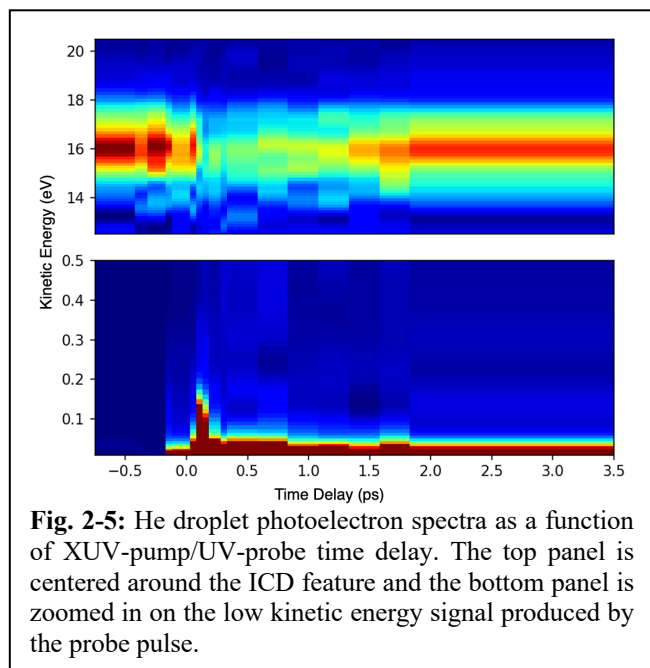 20
18
16
14
Kinetic Energy (eV)
0.5
0.4
0.3
0.2
0.1
−0.5 0.0 0.5 1.0 1.5 2.0 2.5 3.0 3.5
Time Delay (ps)
Fig. 2-5: He droplet photoelectron spectra as a function
of XUV-pump/UV-probe time delay. The top panel is
centered around the ICD feature and the bottom panel is
zoomed in on the low kinetic energy signal produced by
the probe pulse.